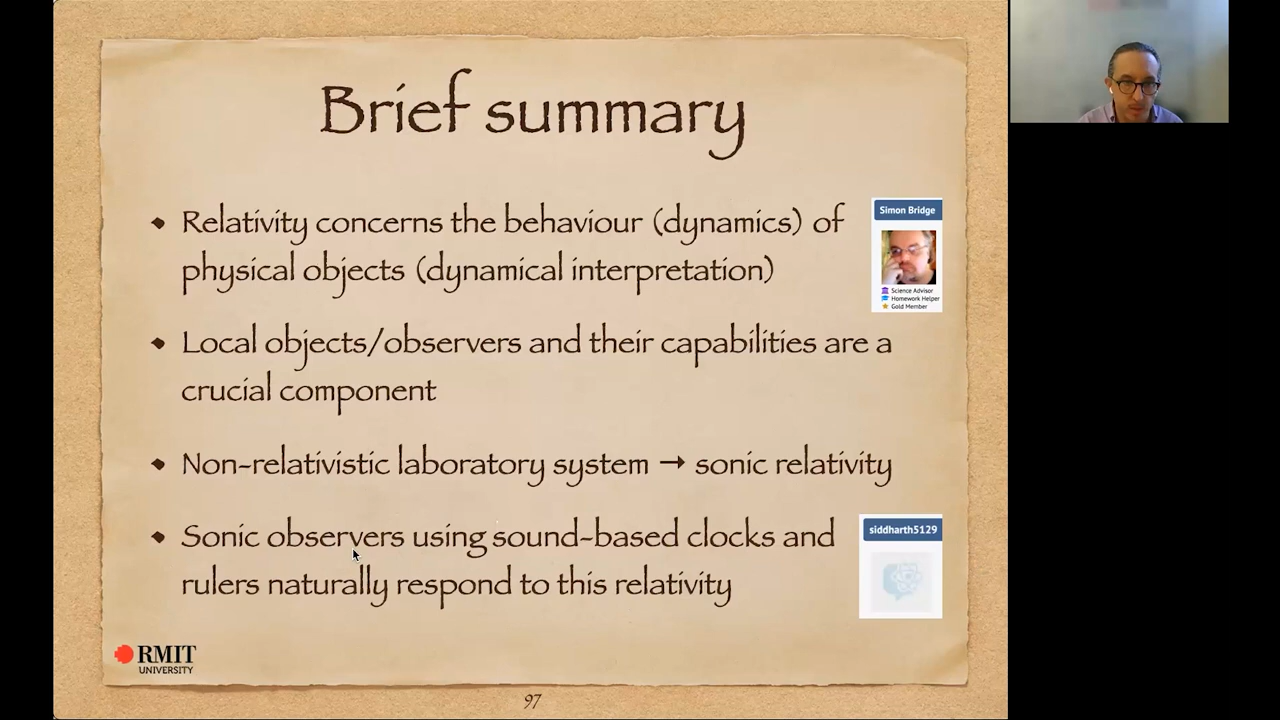 Brief summary
• Relativity concerns the behaviour (dynamics) of
physical objects (dynamical interpretation)
Simon Bridge
Science Advisor
Homework Helper
Gold Member
• Local objects/observers and their capabilities are a
crucial component
• Non-relativistic laboratory system → sonic relativity
• Sonic observers using sound-based clocks and
rulers naturally respond to this relativity
siddharth5129
RMIT
UNIVERSITY
97